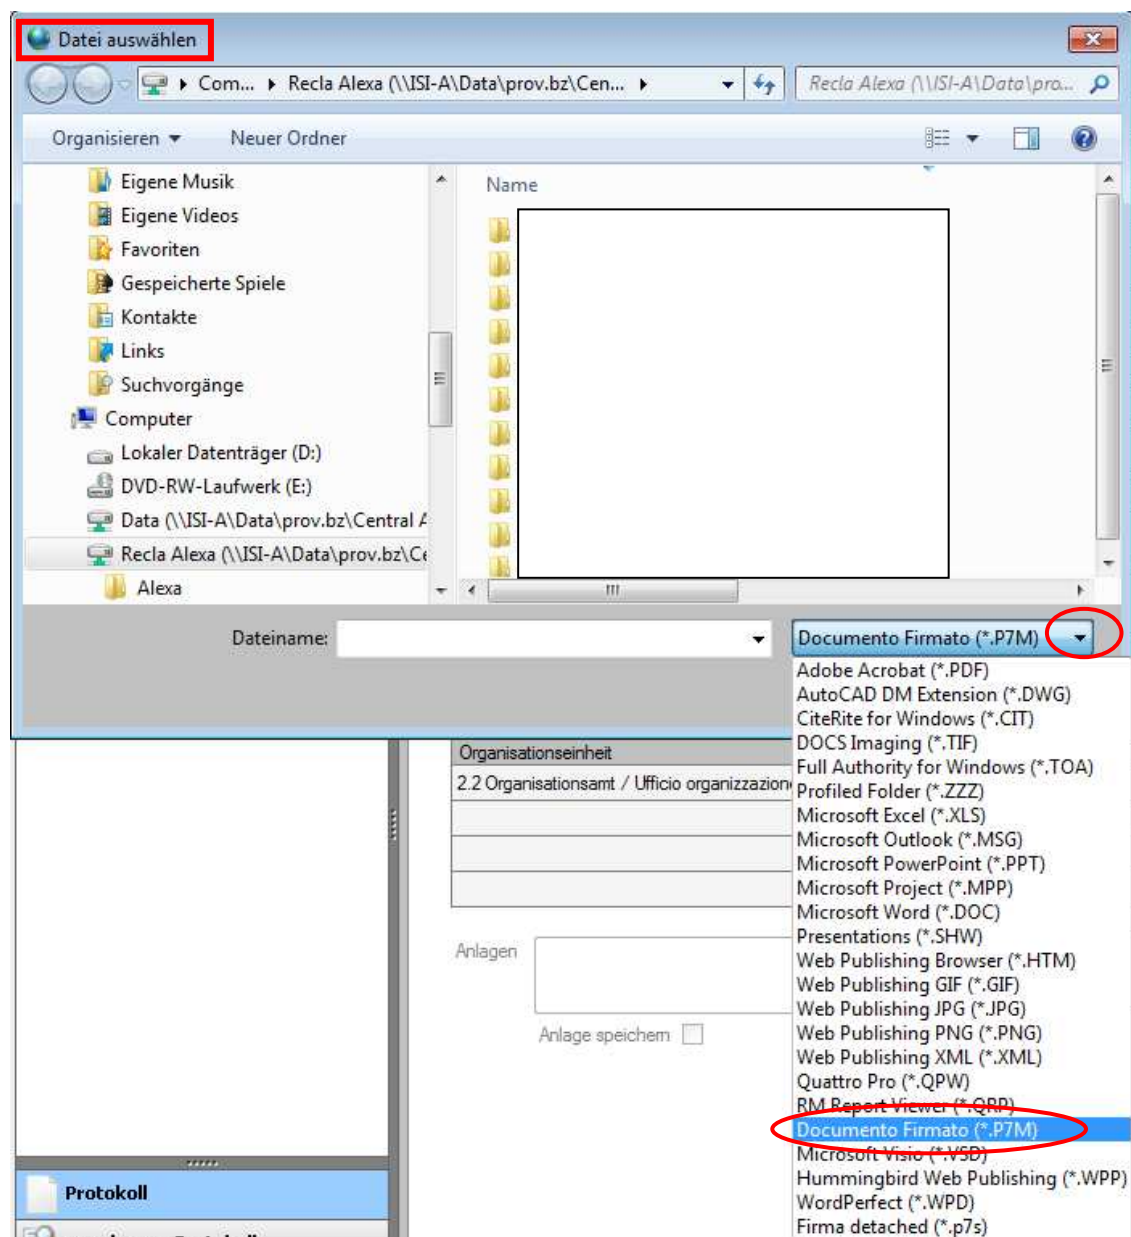 Datei auswählen
Com... Recla Alexa (\\ISI-A\Data\prov.bz\Cen...
Recla Alexa (\\ISI-A\Data\pro...
Organisieren Neuer Ordner
Eigene Musik
Eigene Videos
Favoriten
Gespeicherte Spiele
Kontakte
Links
Suchvorgänge
Computer
Lokaler Datenträger (D:)
DVD-RW-Laufwerk (E:)
Data (\\ISI-A\Data\prov.bz\Central
Recla Alexa (\\ISI-A\Data\prov.bz\Ce
Alexa
Name
Dateiname:
Documento Firmato (*.P7M)
Adobe Acrobat (*.PDF)
AutoCAD DM Extension (*.DWG)
CiteRite for Windows (*.CIT)
DOCS Imaging (*.TIF)
Full Authority for Windows (*.TOA)
Profiled Folder (*.ZZZ)
Microsoft Excel (*.XLS)
Microsoft Outlook (*.MSG)
Microsoft PowerPoint (*.PPT)
Microsoft Project (*.MPP)
Microsoft Word (*.DOC)
Presentations (*.SHW)
Web Publishing Browser (*.HTM)
Web Publishing GIF (*.GIF)
Web Publishing JPG (*.JPG)
Web Publishing PNG (*.PNG)
Web Publishing XML (*.XML)
Quattro Pro (*.QPW)
RM Report Viewer (*.QRP)
Documento Firmato (*.P7M)
Microsoft Visio (*.VSD)
Hummingbird Web Publishing (*.WPP)
WordPerfect (*.WPD)
Firma detached (*.p7s)
Organisationseinheit
2.2 Organisationsamt / Ufficio organizzazion
Anlagen
Anlage speichern
Protokoll